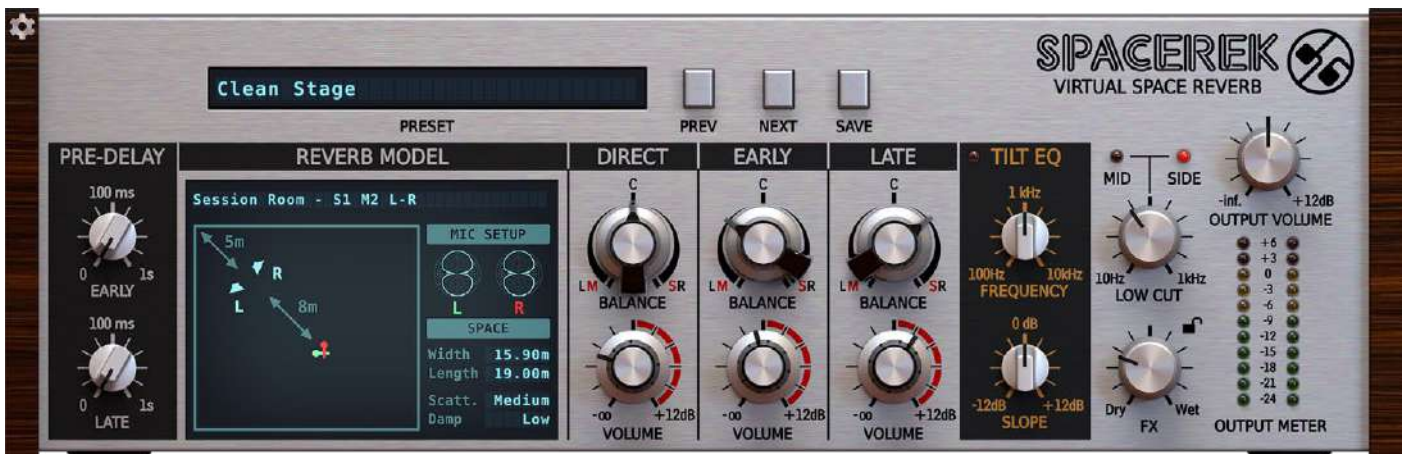 SPACEREK
Clean Stage
VIRTUAL SPACE REVERB
PRESET
PREV
NEXT
SAVE
PRE-DELAY
REVERB MODEL
DIRECT
EARLY
LATE
TILT EQ
MID
SIDE
100 ms
0
1s
EARLY
100 ms
0
1s
LATE
Session Room - S1 M2 L-R
5m
R
L
8m
MIC SETUP
L
R
SPACE
Width 15.90m
Length 19.00m
Scatt. Medium
Damp Low
C
LM
SR
BALANCE
-∞
+12dB
VOLUME
C
LM
SR
BALANCE
-∞
+12dB
VOLUME
C
LM
SR
BALANCE
-∞
+12dB
VOLUME
1 kHz
100Hz
10kHz
FREQUENCY
0 dB
-12dB
+12dB
SLOPE
10Hz
1kHz
LOW CUT
Dry
Wet
FX
-inf.
+12dB
OUTPUT VOLUME
+6
+3
0
-3
-6
-9
-12
-15
-18
-21
-24
OUTPUT METER